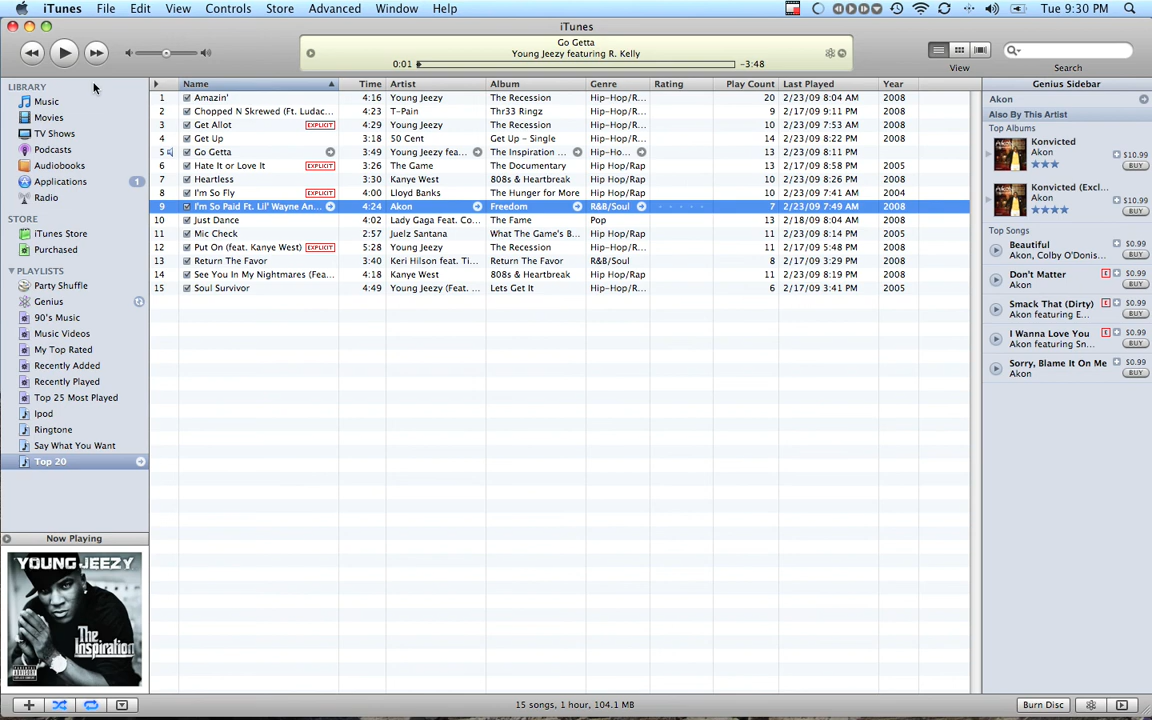 iTunes File Edit View Controls Store Advanced Window Help Tue 9:30 PM
iTunes
Go Getta
Young Jeezy featuring R. Kelly
0:01 -3:48
View Search
LIBRARY
Music
Movies
TV Shows
Podcasts
Audiobooks
Applications 1
Radio
STORE
iTunes Store
Purchased
PLAYLISTS
Party Shuffle
Genius
90's Music
Music Videos
My Top Rated
Recently Added
Recently Played
Top 25 Most Played
Ipod
Ringtone
Say What You Want
Top 20
Now Playing
YOUNG JEEZY
The
Inspiration
Name Time Artist Album Genre Rating Play Count Last Played Year
1 Amazin' 4:16 Young Jeezy The Recession Hip-Hop/R... 20 2/23/09 8:04 AM 2008
2 Chopped N Skrewed (Ft. Ludac... 3:41 T-Pain Thr33 Ringz Hip-Hop/R... 9 2/17/09 9:11 PM 2008
3 Get Allot EXPLICIT 4:29 Young Jeezy The Recession Hip-Hop/R... 10 2/23/09 7:53 AM 2008
4 Get Up 3:18 50 Cent Get Up - Single Hip-Hop/R... 14 2/23/09 8:22 PM 2008
5 Go Getta 3:49 Young Jeezy fea... The Inspiration ... Hip-Ho... 13 2/23/09 8:11 PM
6 Hate It or Love It EXPLICIT 3:26 The Game The Documentary Hip-Hop/R... 13 2/17/09 8:58 PM 2005
7 Heartless 3:30 Kanye West 808s & Heartbreak Hip Hop/Rap 10 2/23/09 8:26 PM 2008
8 I'm So Fly EXPLICIT 4:00 Lloyd Banks The Hunger for More Hip-Hop/Rap 10 2/23/09 7:41 AM 2004
9 I'm So Paid Ft. Lil' Wayne An... 4:24 Akon Freedom R&B/Soul 7 2/23/09 7:49 AM 2008
10 Just Dance 4:02 Lady Gaga Feat. Co... The Fame Pop 13 2/18/09 8:04 AM 2008
11 Mic Check 2:57 Juelz Santana What The Game's B... Hip Hop/Rap 11 2/23/09 8:14 PM 2005
12 Put On (feat. Kanye West) EXPLICIT 5:28 Young Jeezy The Recession Hip-Hop/Rap 11 2/17/09 5:48 PM 2008
13 Return The Favor 3:40 Keri Hilson feat. Ti... Return The Favor R&B/Soul 8 2/17/09 3:29 PM 2008
14 See You In My Nightmares (Fea... 4:18 Kanye West 808s & Heartbreak Hip Hop/Rap 11 2/17/09 8:19 PM 2008
15 Soul Survivor 4:49 Young Jeezy (Feat. ... Lets Get It Hip-Hop/R... 6 2/17/09 3:41 PM 2005
Genius Sidebar
Akon
Also By This Artist
Top Albums
Konvicted $10.99
Akon BUY
Konvicted (Excl... $10.99
Akon BUY
Top Songs
Beautiful $0.99
Akon, Colby O'Donis... BUY
Don't Matter E $0.99
Akon BUY
Smack That (Dirty) E $0.99
Akon featuring E... BUY
I Wanna Love You E $0.99
Akon featuring Sn... BUY
Sorry, Blame It On Me $0.99
Akon BUY
15 songs, 1 hour, 104.1 MB
Burn Disc